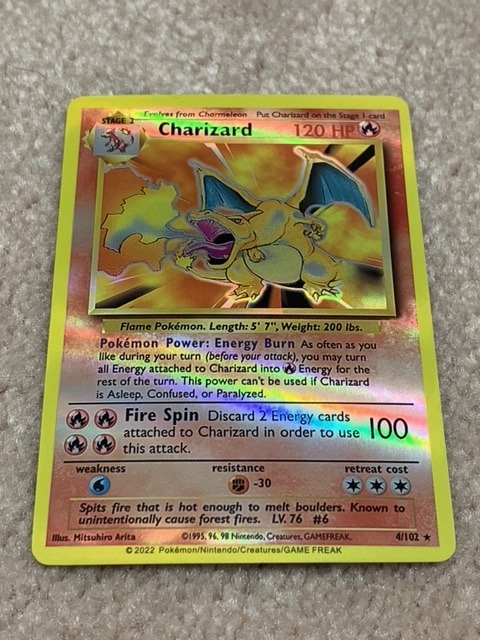 Evolves from Charmeleon Put Charizard on the Stage 1 card
STAGE 2
Charizard 120 HP
Flame Pokémon. Length: 5' 7", Weight: 200 lbs.
Pokémon Power: Energy Burn As often as you
like during your turn (before your attack), you may turn
all Energy attached to Charizard into Energy for the
rest of the turn. This power can't be used if Charizard
is Asleep, Confused, or Paralyzed.
Fire Spin Discard 2 Energy cards
attached to Charizard in order to use 100
this attack.
weakness resistance retreat cost
-30
Spits fire that is hot enough to melt boulders. Known to
unintentionally cause forest fires. LV. 76 #6
Illus. Mitsuhiro Arita ©1995, 96, 98 Nintendo, Creatures, GAMEFREAK. 4/102 ★
© 2022 Pokémon/Nintendo/Creatures/GAME FREAK